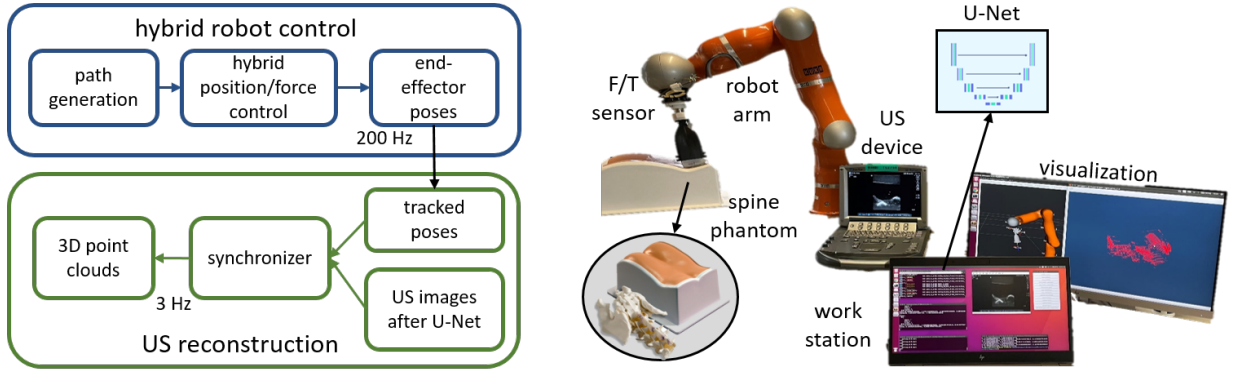 hybrid robot control
path
generation
hybrid
position/force
control
end-
effector
poses
200 Hz
tracked
poses
3D point
clouds
synchronizer
3 Hz
US images
after U-Net
US reconstruction
U-Net
F/T
sensor
robot
arm
US
device
visualization
spine
phantom
work
station